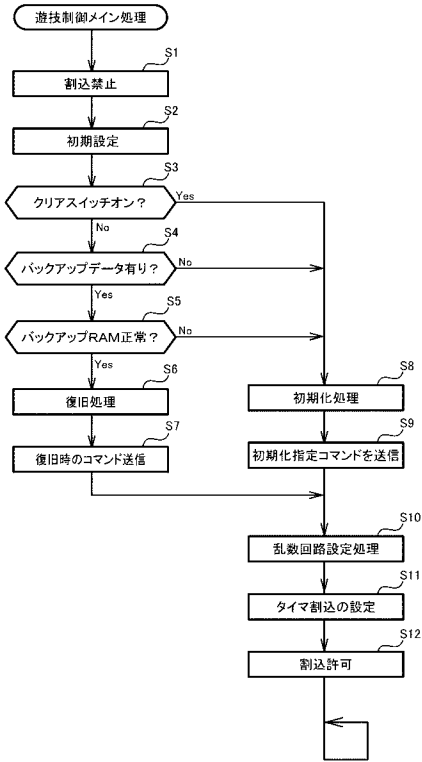 遊技制御メイン処理
S1
割込禁止
S2
初期設定
S3
クリアスイッチオン?
Yes
No
S4
バックアップデータ有り?
No
Yes
S5
バックアップRAM正常?
No
Yes
S6
復旧処理
S7
復旧時のコマンド送信
S8
初期化処理
S9
初期化指定コマンドを送信
S10
乱数回路設定処理
S11
タイマ割込の設定
S12
割込許可